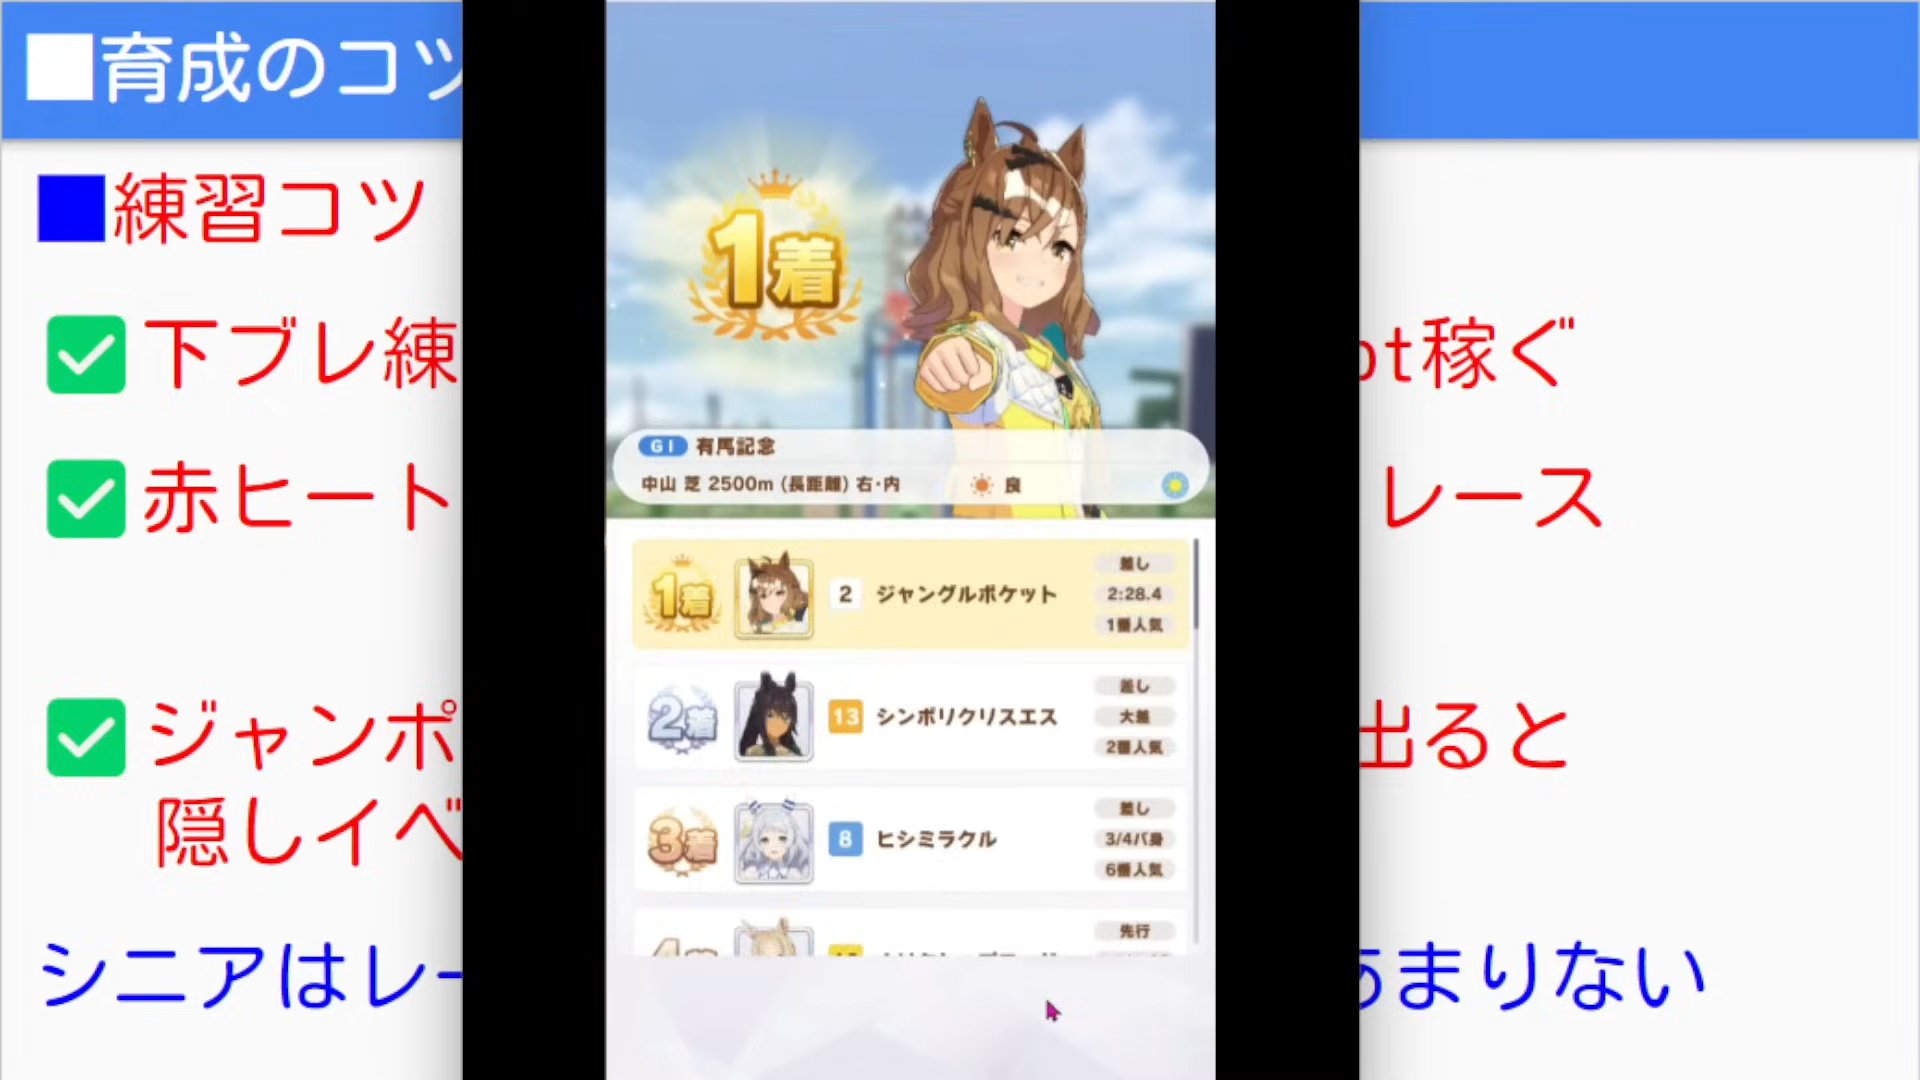 ■育成のコツ
■練習コツ
下ブレ練
pt稼ぐ
赤ヒート
レース
ジャンポ
出ると
隠しイベ
シニアはレー
あまりない
1着
GⅠ 有馬記念
中山 芝 2500m (長距離) 右・内 良
1着 2 ジャングルポケット
差し
2:28.4
1番人気
2着 13 シンボリクリスエス
差し
大差
2番人気
3着 8 ヒシミラクル
差し
3/4バ身
6番人気
先行